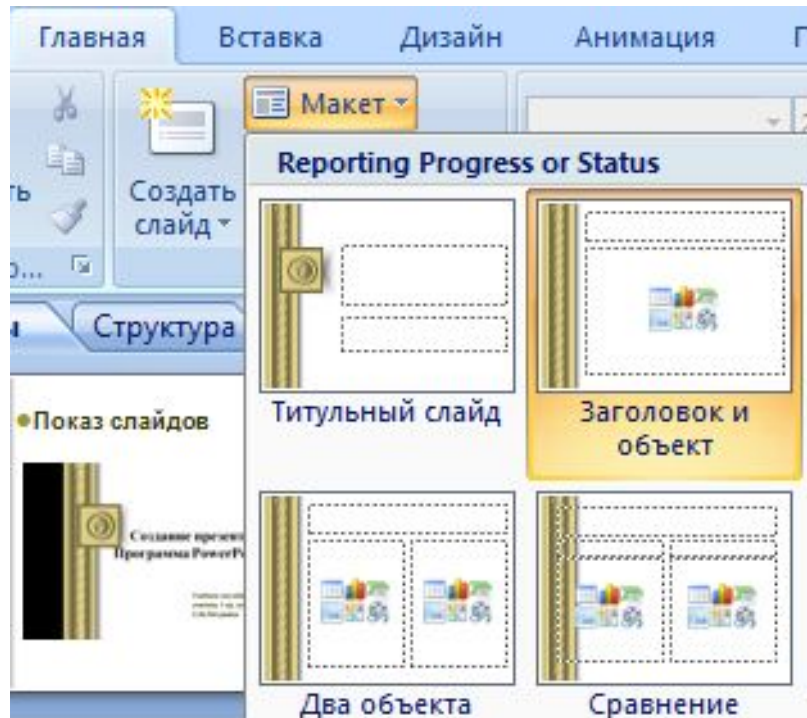 Главная Вставка Дизайн Анимация
Макет
Создать
слайд
Reporting Progress or Status
Структура
Титульный слайд
Заголовок и
объект
•Показ слайдов
Два объекта
Сравнение